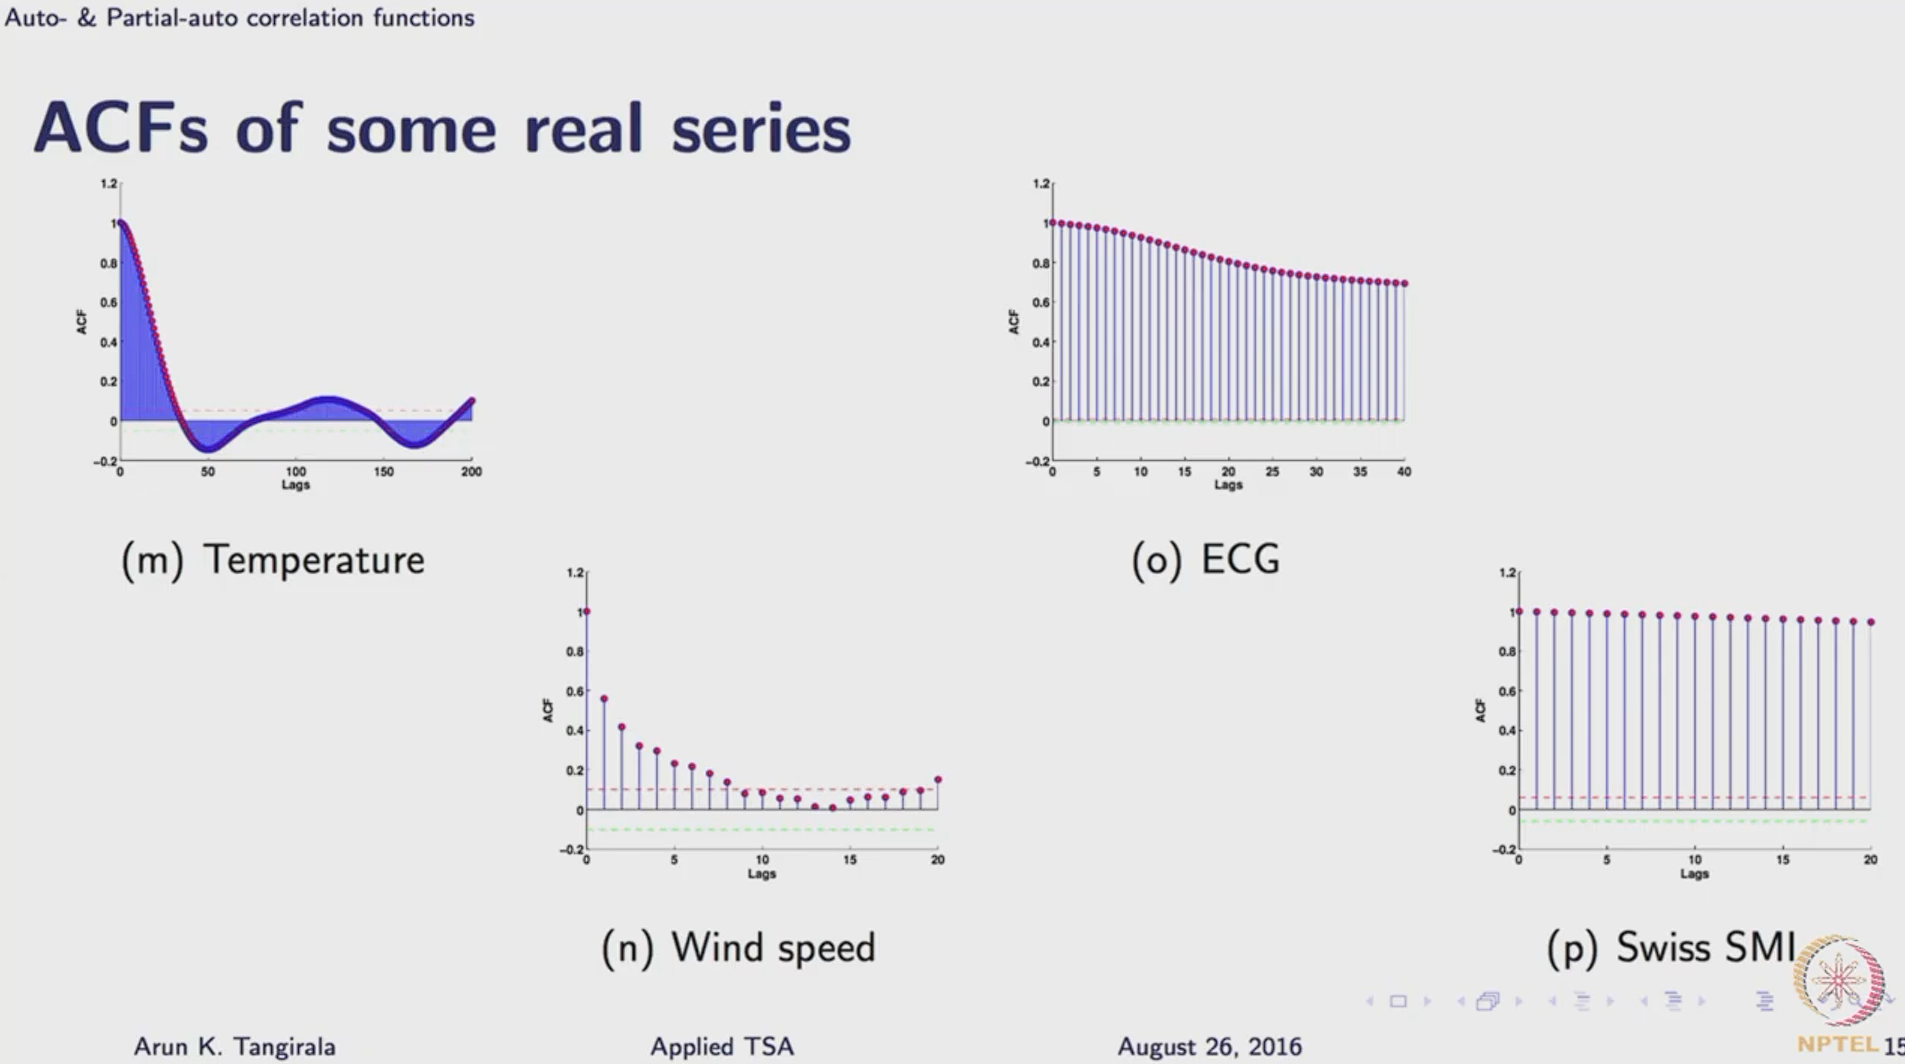 Auto- & Partial-auto correlation functions
ACFs of some real series
1.2
1
0.8
0.6
0.4
0.2
0
−0.2
ACF
0 50 100 150 200
Lags
(m) Temperature
1.2
1
0.8
0.6
0.4
0.2
0
−0.2
ACF
0 5 10 15 20 25 30 35 40
Lags
(o) ECG
1.2
1
0.8
0.6
0.4
0.2
0
−0.2
ACF
0 5 10 15 20
Lags
(n) Wind speed
1.2
1
0.8
0.6
0.4
0.2
0
−0.2
ACF
0 5 10 15 20
Lags
(p) Swiss SMI
NPTEL
Arun K. Tangirala Applied TSA August 26, 2016 15